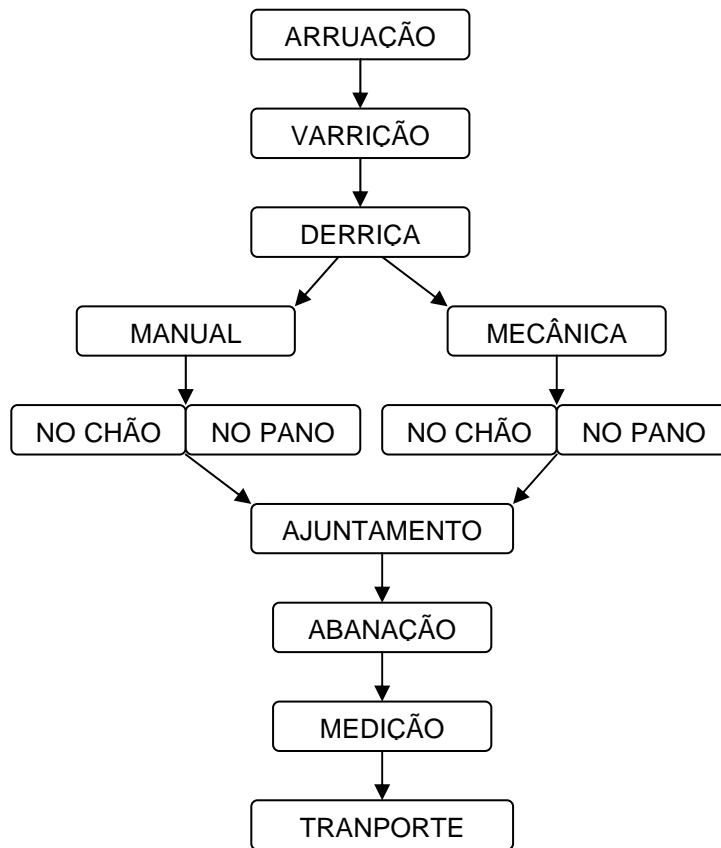 ARRUAÇÃO
VARRIÇÃO
DERRIÇA
MANUAL
MECÂNICA
NO CHÃO
NO PANO
NO CHÃO
NO PANO
AJUNTAMENTO
ABANAÇÃO
MEDIÇÃO
TRANPORTE